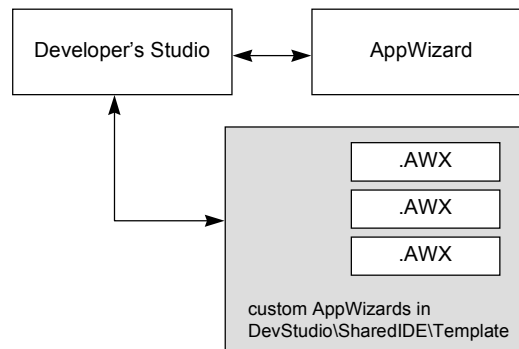 Developer’s Studio
AppWizard
.AWX
.AWX
.AWX
custom AppWizards in
DevStudio\SharedIDE\Template